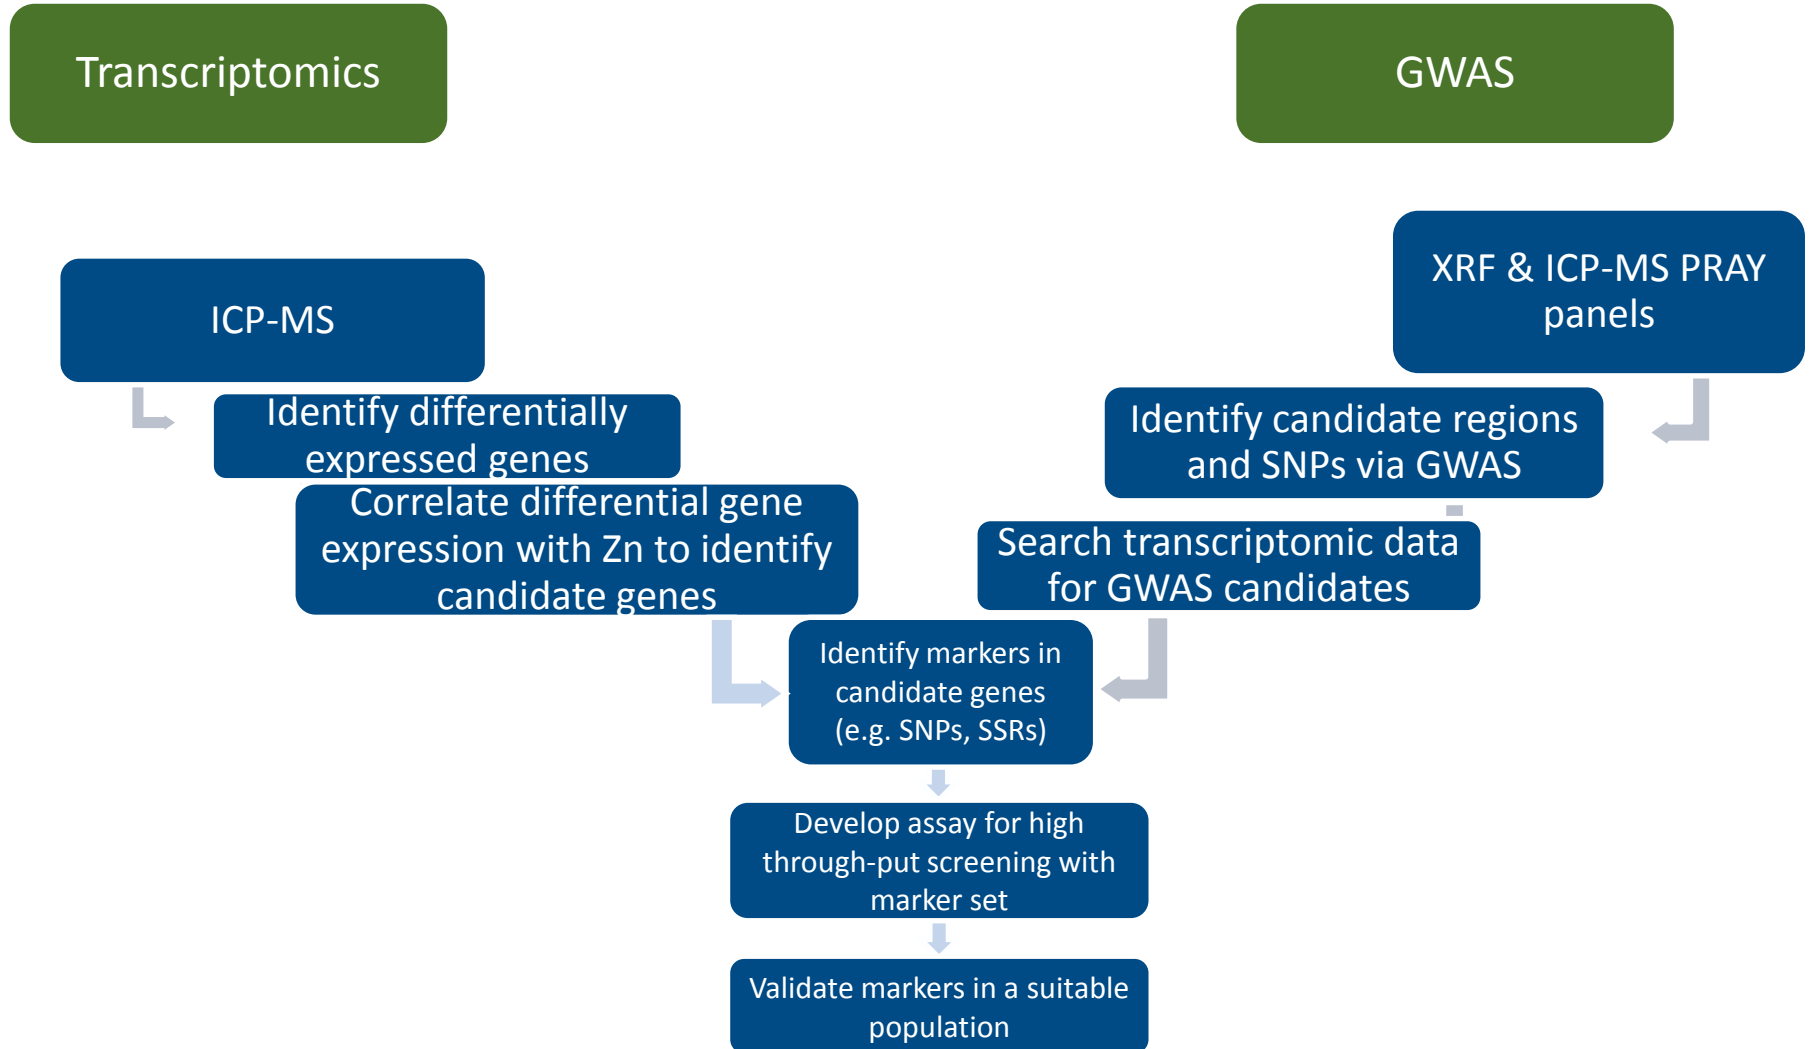 Transcriptomics
GWAS
XRF & ICP-MS PRAY
panels
ICP-MS
Identify differentially
expressed genes
Identify candidate regions
and SNPs via GWAS
Correlate differential gene
expression with Zn to identify
candidate genes
Search transcriptomic data
for GWAS candidates
Identify markers in
candidate genes
(e.g. SNPs, SSRs)
Develop assay for high
through-put screening with
marker set
Validate markers in a suitable
population